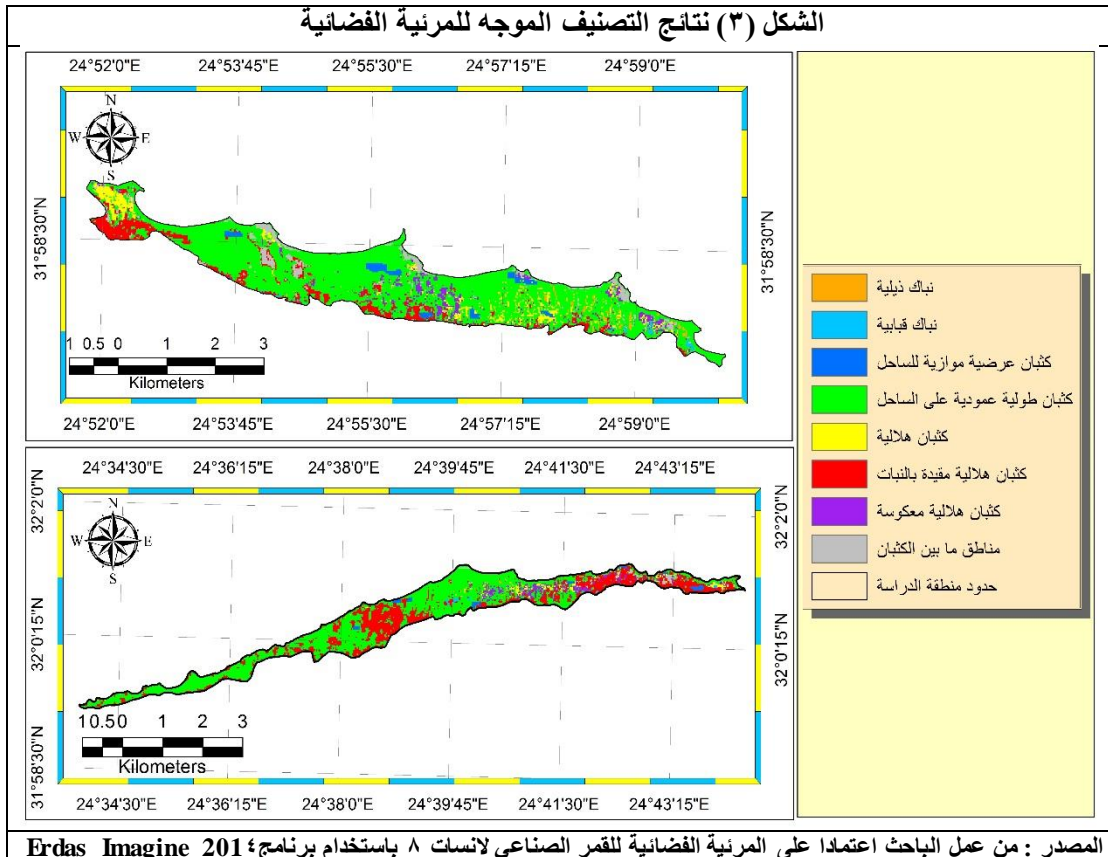 الشكل (٣) نتائج التصنيف الموجه للمرئية الفضائية
24°52'0"E 24°53'45"E 24°55'30"E 24°57'15"E 24°59'0"E
N
W E
S
31°58'30"N
31°58'30"N
1 0.5 0 1 2 3
Kilometers
24°52'0"E 24°53'45"E 24°55'30"E 24°57'15"E 24°59'0"E
24°34'30"E 24°36'15"E 24°38'0"E 24°39'45"E 24°41'30"E 24°43'15"E
N
W E
S
32°2'0"N
32°0'15"N
31°58'30"N
32°2'0"N
32°0'15"N
1 0.5 0 1 2 3
Kilometers
24°34'30"E 24°36'15"E 24°38'0"E 24°39'45"E 24°41'30"E 24°43'15"E
نباك ذيلية
نباك قبابية
كثبان عرضية موازية للساحل
كثبان طولية عمودية على الساحل
كثبان هلالية
كثبان هلالية مقيدة بالنبات
كثبان هلالية معكوسة
مناطق ما بين الكثبان
حدود منطقة الدراسة
المصدر : من عمل الباحث اعتمادا على المرئية الفضائية للقمر الصناعي لانسات ٨ باستخدام برنامج Erdas Imagine 201٤